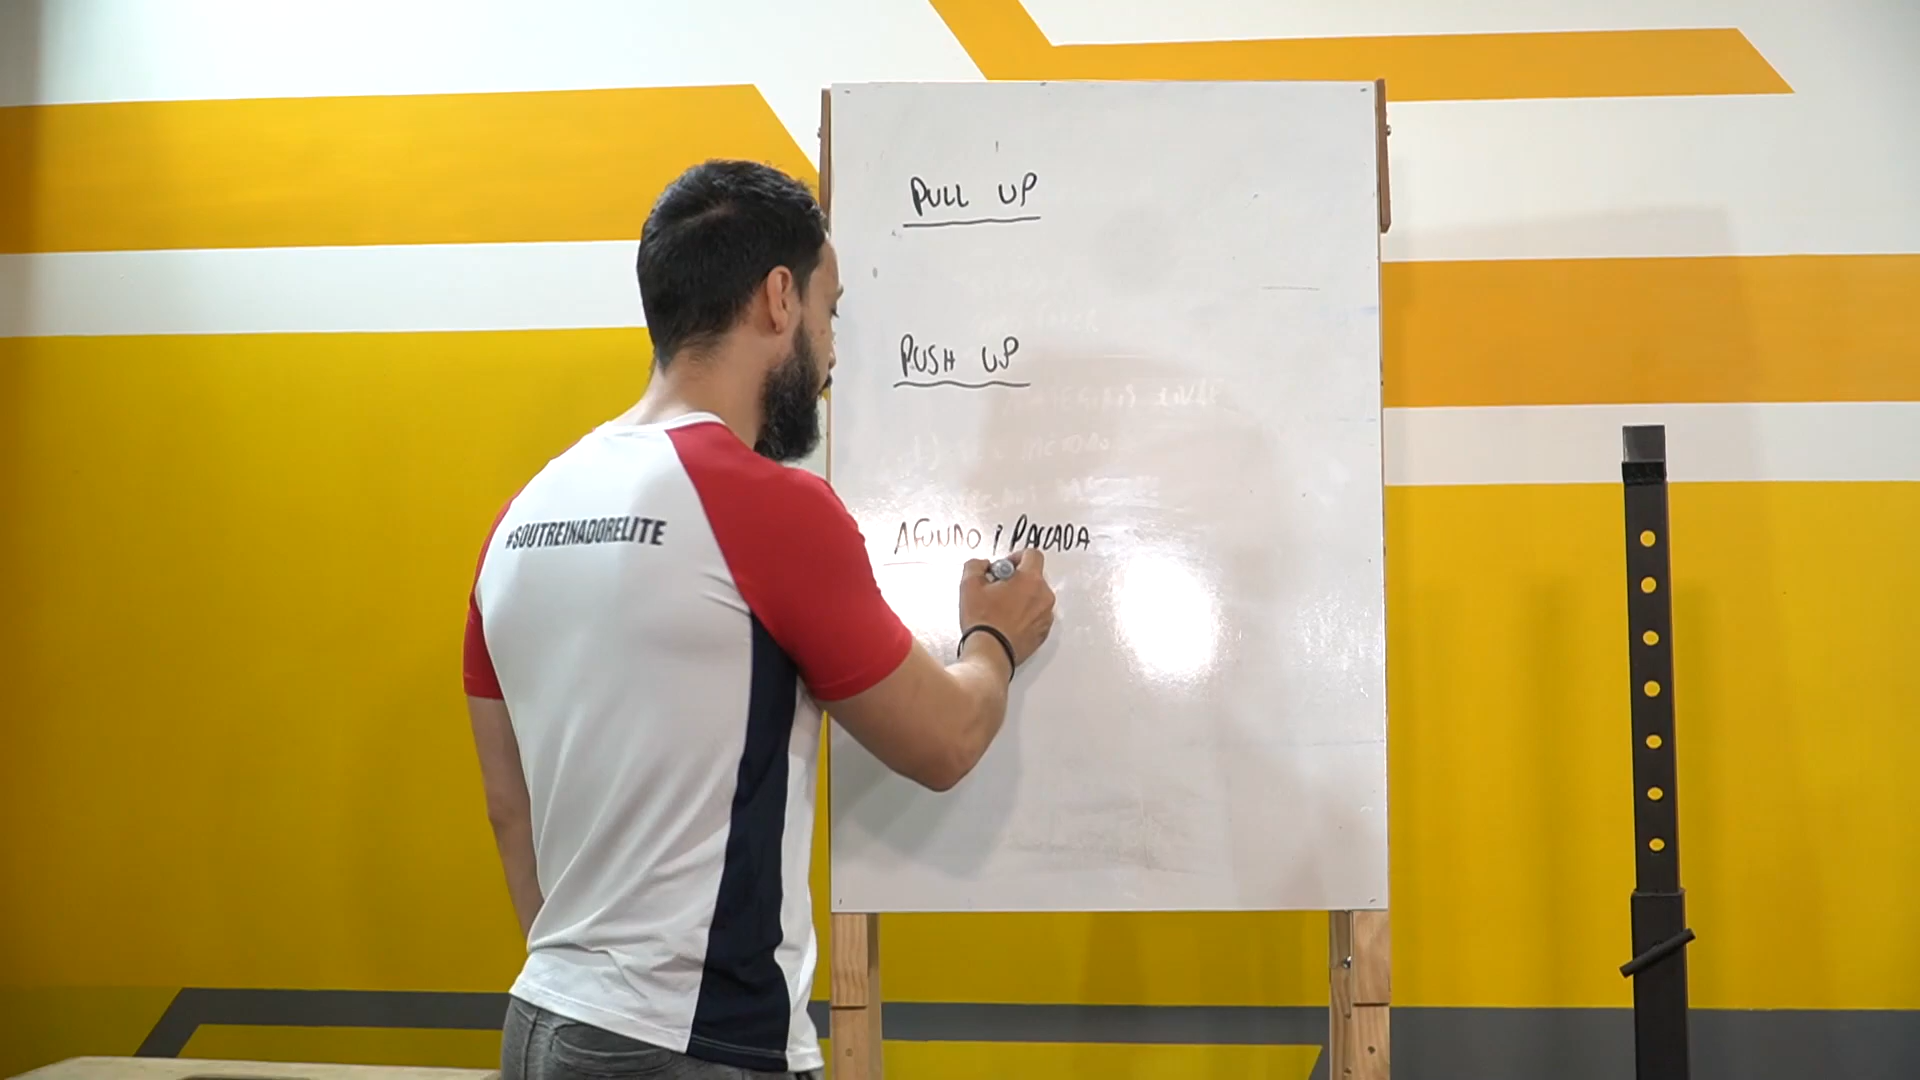 PULL UP
PUSH UP
AFUNDO / PASSADA
#SOUTREINADORELITE